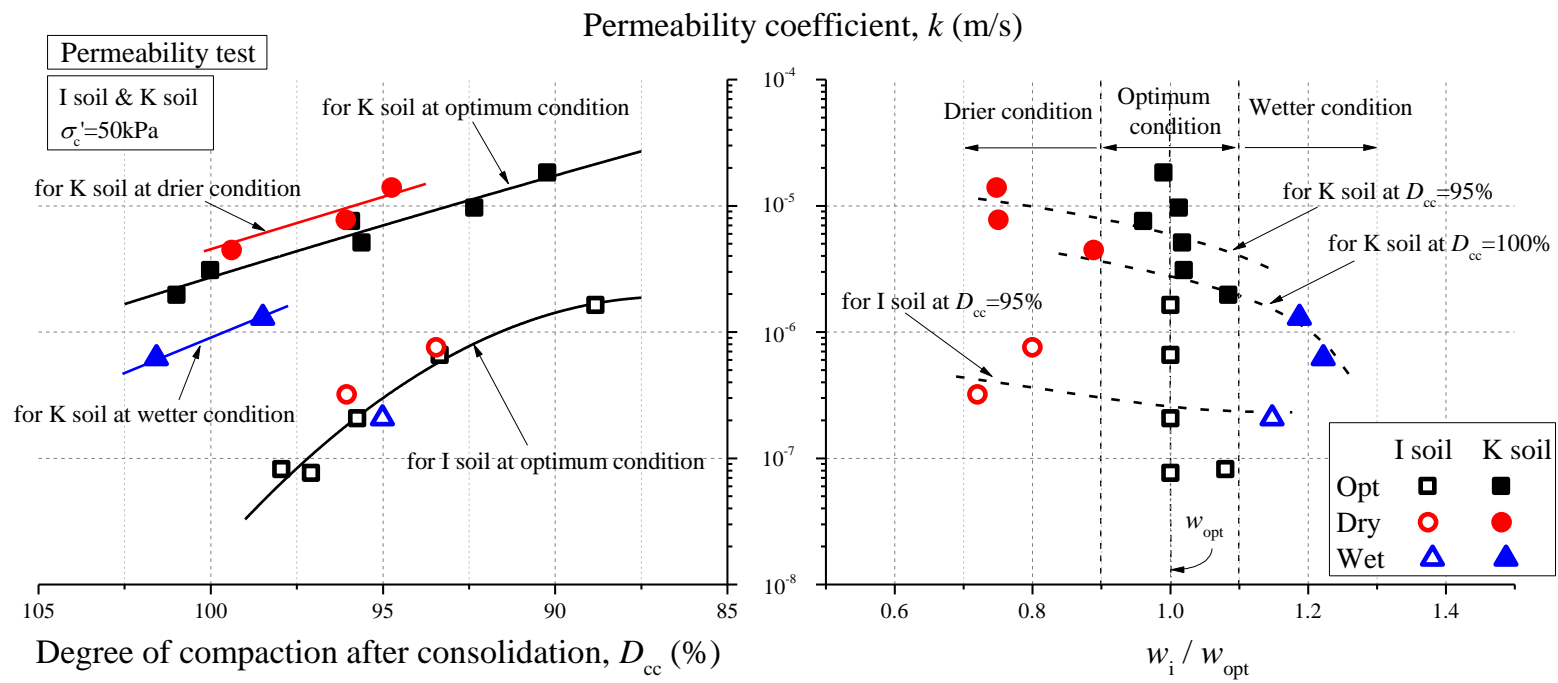 Permeability coefficient, k (m/s)
Permeability test
I soil & K soil
σc'=50kPa
for K soil at optimum condition
for K soil at drier condition
for K soil at wetter condition
for I soil at optimum condition
10-4
10-5
10-6
10-7
10-8
105
100
95
90
85
Degree of compaction after consolidation, Dcc (%)
Drier condition
Optimum
condition
Wetter condition
for K soil at Dcc=95%
for K soil at Dcc=100%
for I soil at Dcc=95%
wopt
I soil K soil
Opt
Dry
Wet
0.6
0.8
1.0
1.2
1.4
wi / wopt